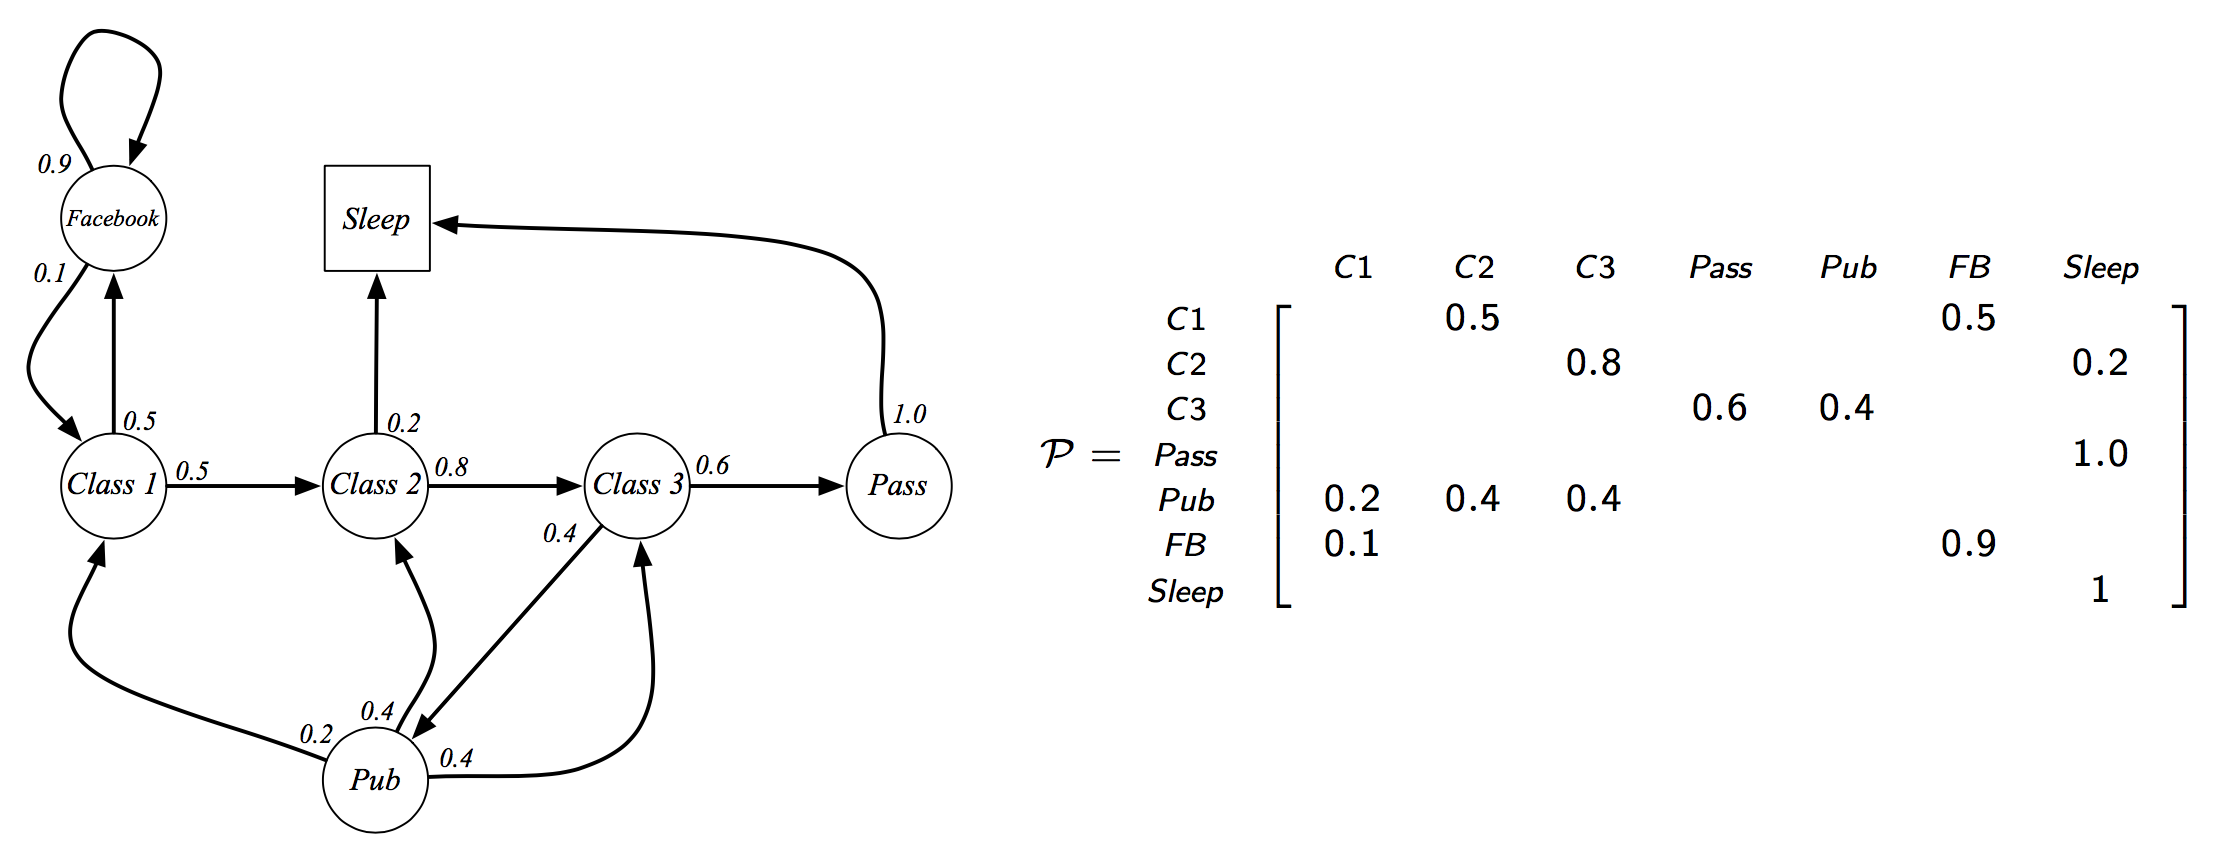 0.9
Facebook
0.1
Sleep
0.5
Class 1
0.5
0.2
Class 2
0.8
Class 3
0.6
0.4
1.0
Pass
0.2
0.4
0.4
Pub
C1 C2 C3 Pass Pub FB Sleep
C1 0.5 0.5
C2 0.8 0.2
C3 0.6 0.4
𝒫 = Pass 1.0
Pub 0.2 0.4 0.4
FB 0.1 0.9
Sleep 1